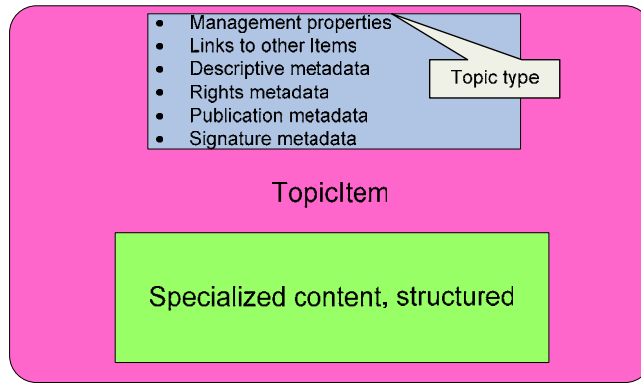 • Management properties
• Links to other Items
• Descriptive metadata
• Rights metadata
• Publication metadata
• Signature metadata
Topic type
TopicItem
Specialized content, structured